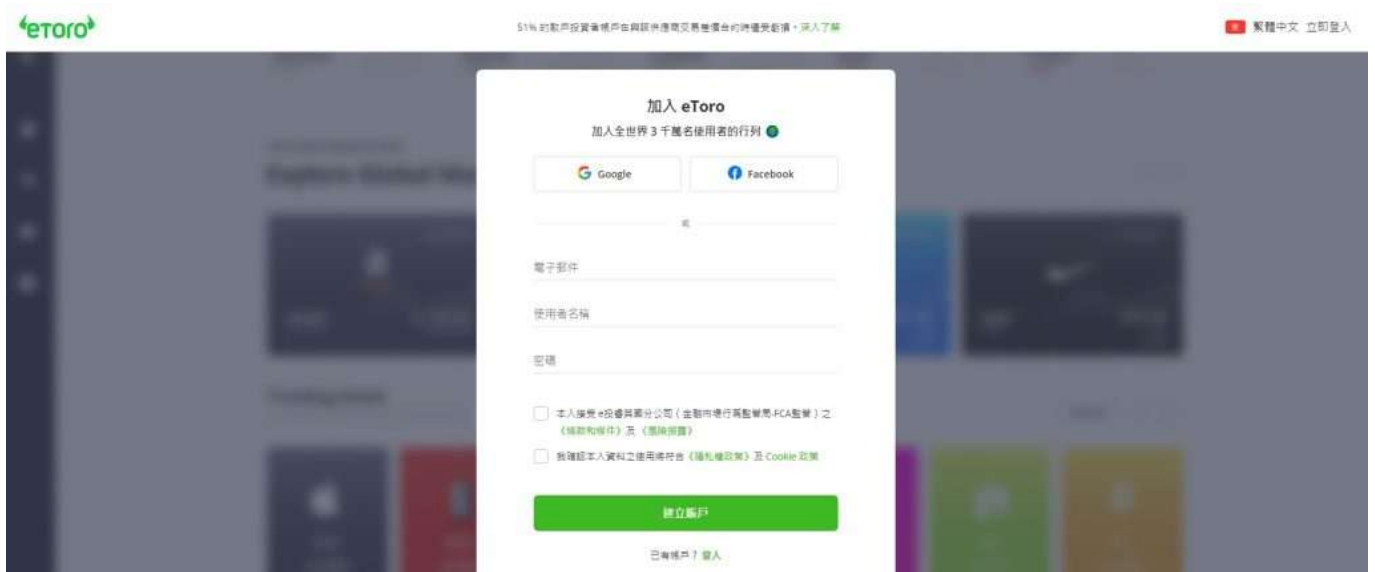 eToro
51% 的散戶投資者帳戶在與該供應商交易差價合約時遭受虧損。深入了解
繁體中文 立即登入
加入 eToro
加入全世界 3 千萬名使用者的行列
Google
Facebook
或
電子郵件
使用者名稱
密碼
本人接受 e投睿英國分公司（金融市場行為監管局-FCA監管）之
《條款和條件》及《風險披露》
我確認本人資料之使用將符合《隱私權政策》及 Cookie 政策
建立賬戶
已有帳戶？登入